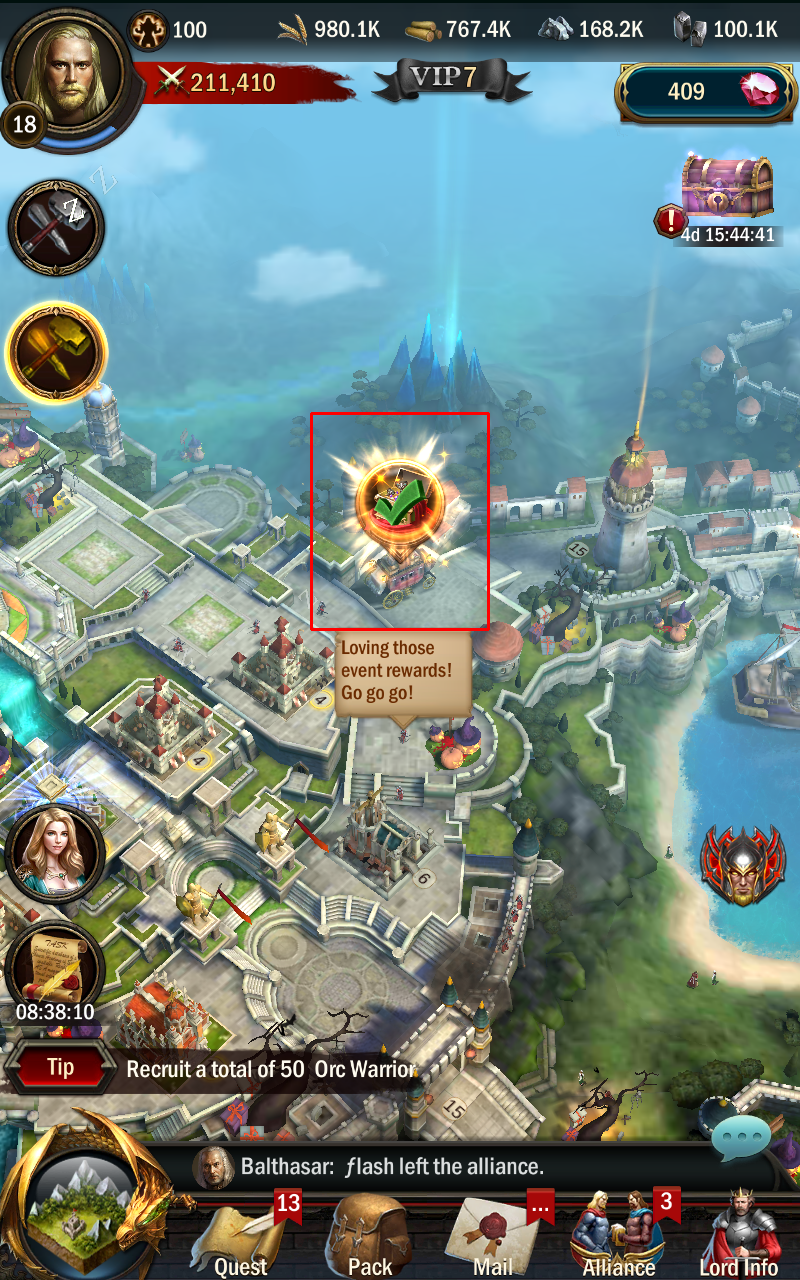 100
980.1K
767.4K
168.2K
100.1K
211,410
VIP7
409
18
Z
Z
4d 15:44:41
15
Loving those
event rewards!
Go go go!
4
4
6
TASK
08:38:10
Tip
Recruit a total of 50 Orc Warrior
15
Balthasar: ƒlash left the alliance.
13
...
3
Quest
Pack
Mail
Alliance
Lord Info